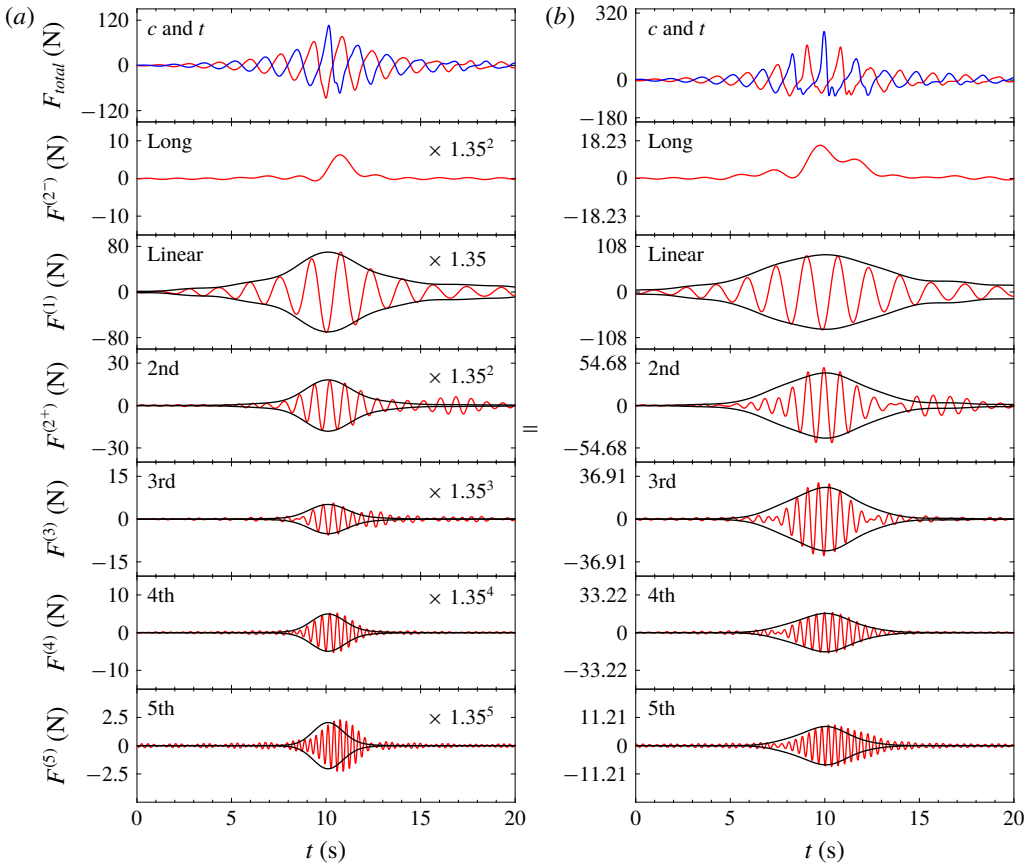 (a)
120
0
−120
F_total (N)
c and t
10
0
−10
F^(2−) (N)
Long
× 1.35²
80
0
−80
F^(1) (N)
Linear
× 1.35
30
0
−30
F^(2+) (N)
2nd
× 1.35²
15
0
−15
F^(3) (N)
3rd
× 1.35³
10
0
−10
F^(4) (N)
4th
× 1.35⁴
2.5
0
−2.5
F^(5) (N)
5th
× 1.35⁵
0 5 10 15 20
t (s)
=
(b)
320
0
−180
c and t
18.23
0
−18.23
Long
108
0
−108
Linear
54.68
0
−54.68
2nd
36.91
0
−36.91
3rd
33.22
0
−33.22
4th
11.21
0
−11.21
5th
0 5 10 15 20
t (s)